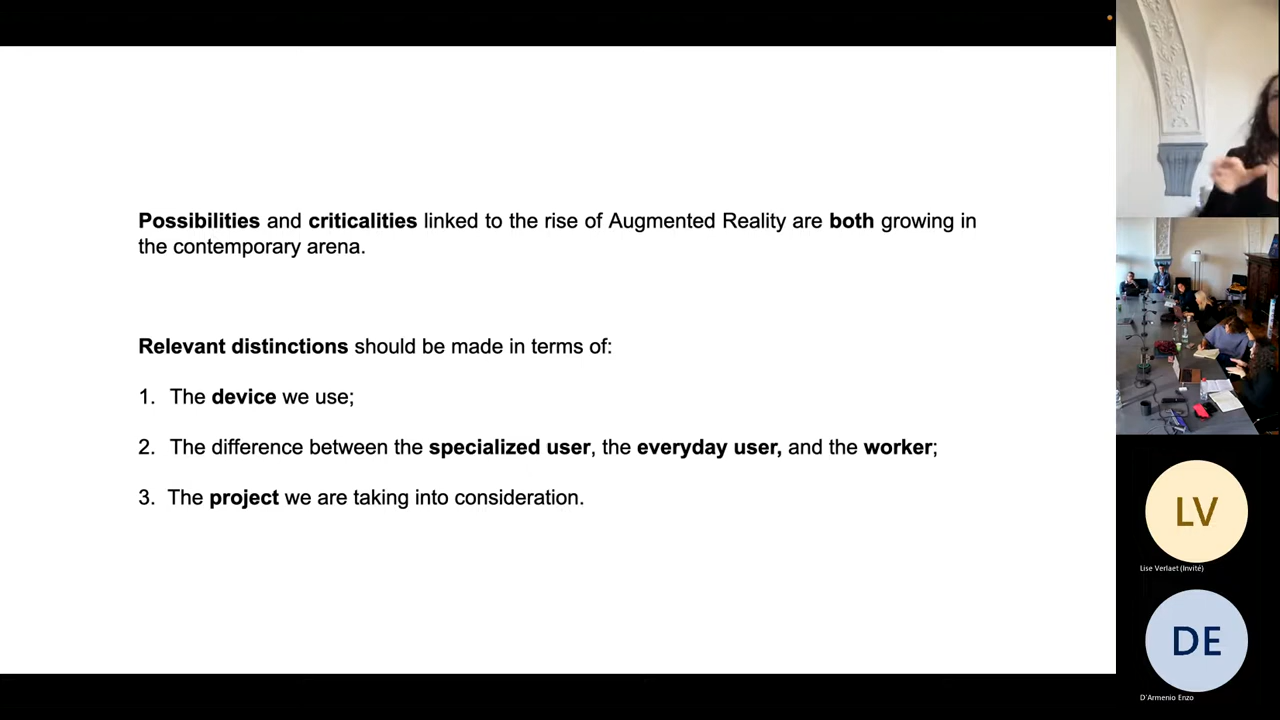 Possibilities and criticalities linked to the rise of Augmented Reality are both growing in
the contemporary arena.
Relevant distinctions should be made in terms of:
1. The device we use;
2. The difference between the specialized user, the everyday user, and the worker;
3. The project we are taking into consideration.
LV
Lise Verlaet (Invité)
DE
D'Armenio Enzo